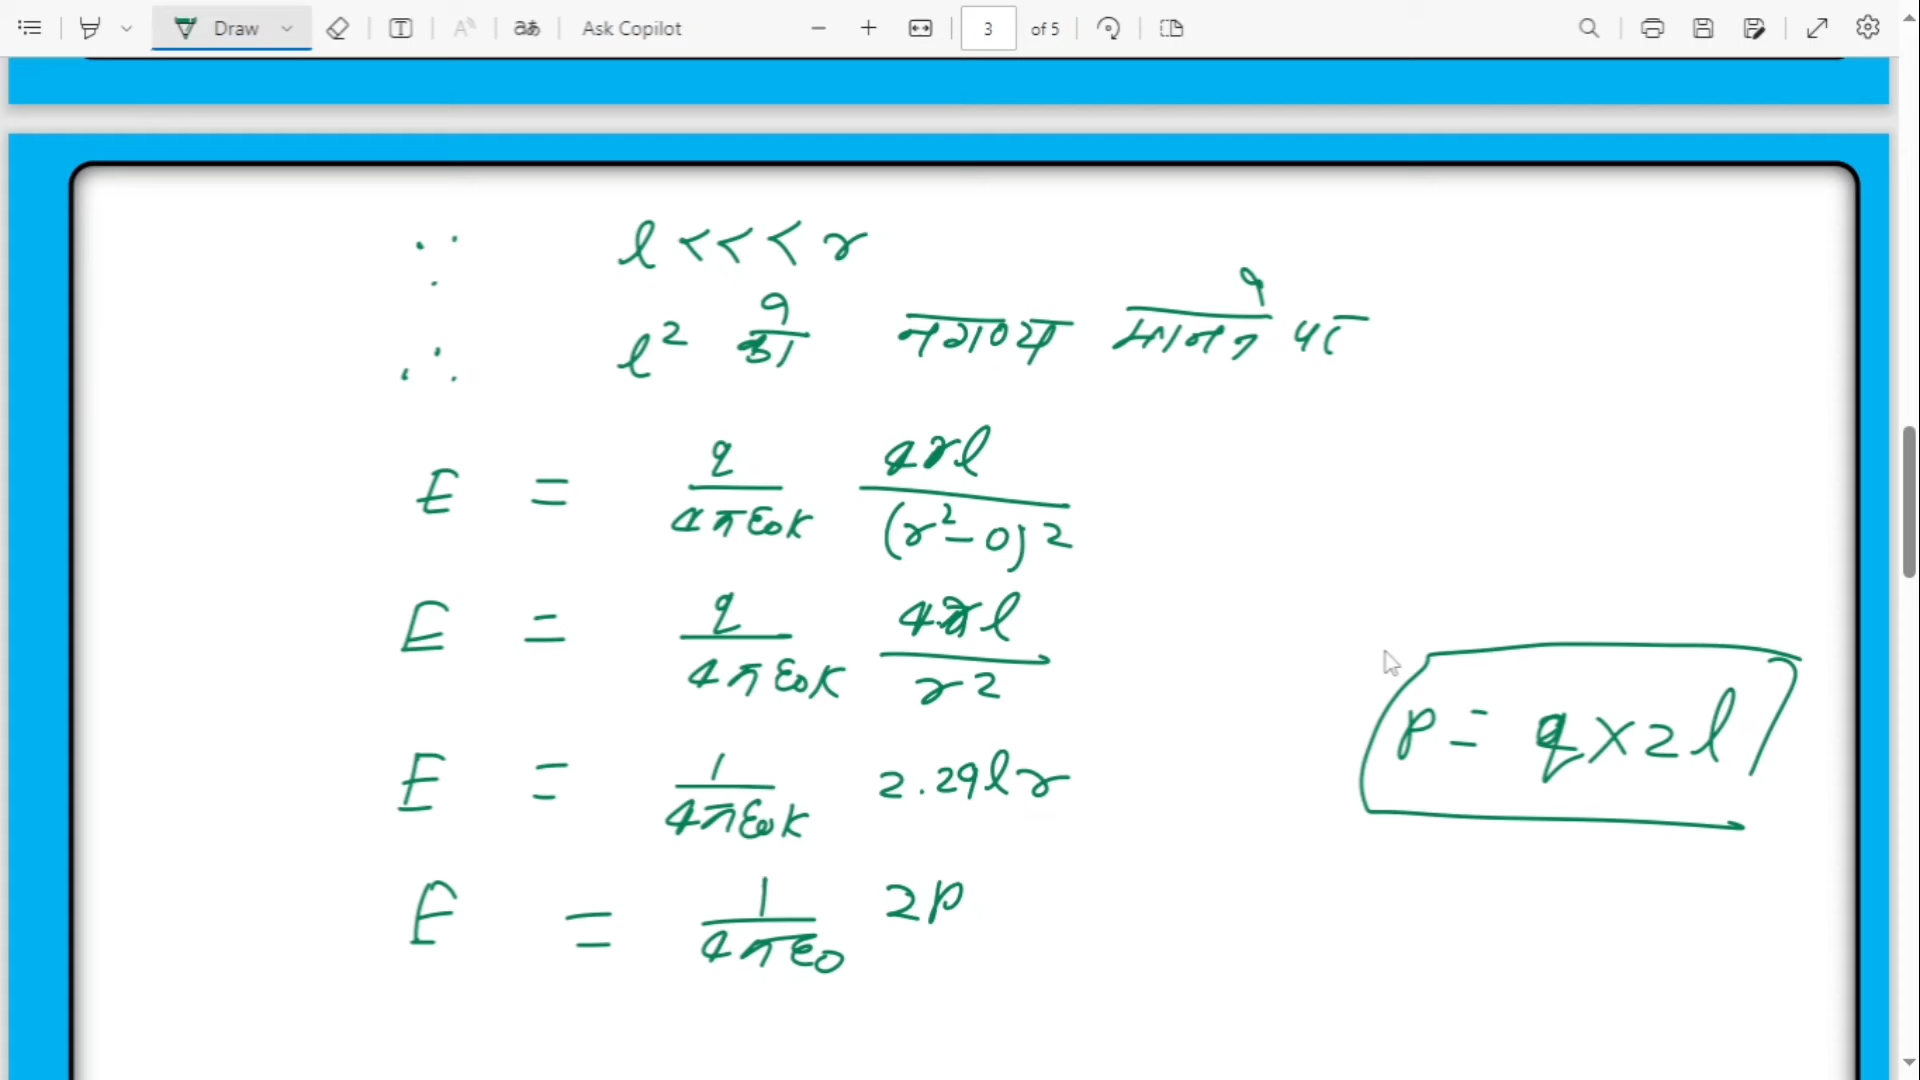 Draw Ask Copilot 3 of 5
∵ l <<< r
∴ l² को नगण्य मानने पर
E = q/4πε₀K 4rl/(r²-0)²
E = q/4πε₀K 4rl/r²
E = 1/4πε₀K 2.2qlr
P = q×2l
E = 1/4πε₀ 2P